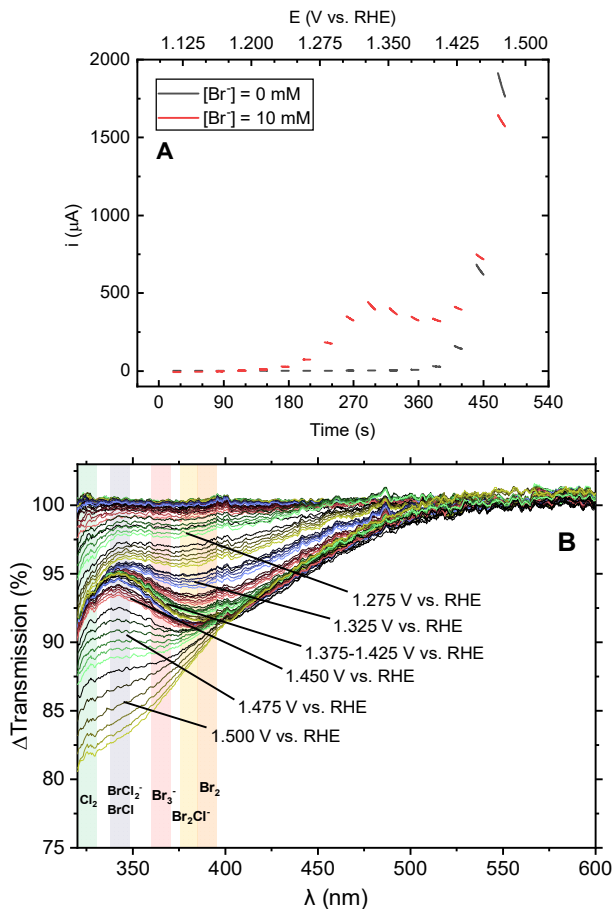 E (V vs. RHE)
1.125 1.200 1.275 1.350 1.425 1.500
2000
1500
1000
500
0
i (μA)
[Br⁻] = 0 mM
[Br⁻] = 10 mM
A
0 90 180 270 360 450 540
Time (s)
100
95
90
85
80
75
ΔTransmission (%)
B
1.275 V vs. RHE
1.325 V vs. RHE
1.375-1.425 V vs. RHE
1.450 V vs. RHE
1.475 V vs. RHE
1.500 V vs. RHE
Cl₂
BrCl₂⁻
BrCl
Br₃⁻
Br₂Cl⁻
Br₂
350 400 450 500 550 600
λ (nm)